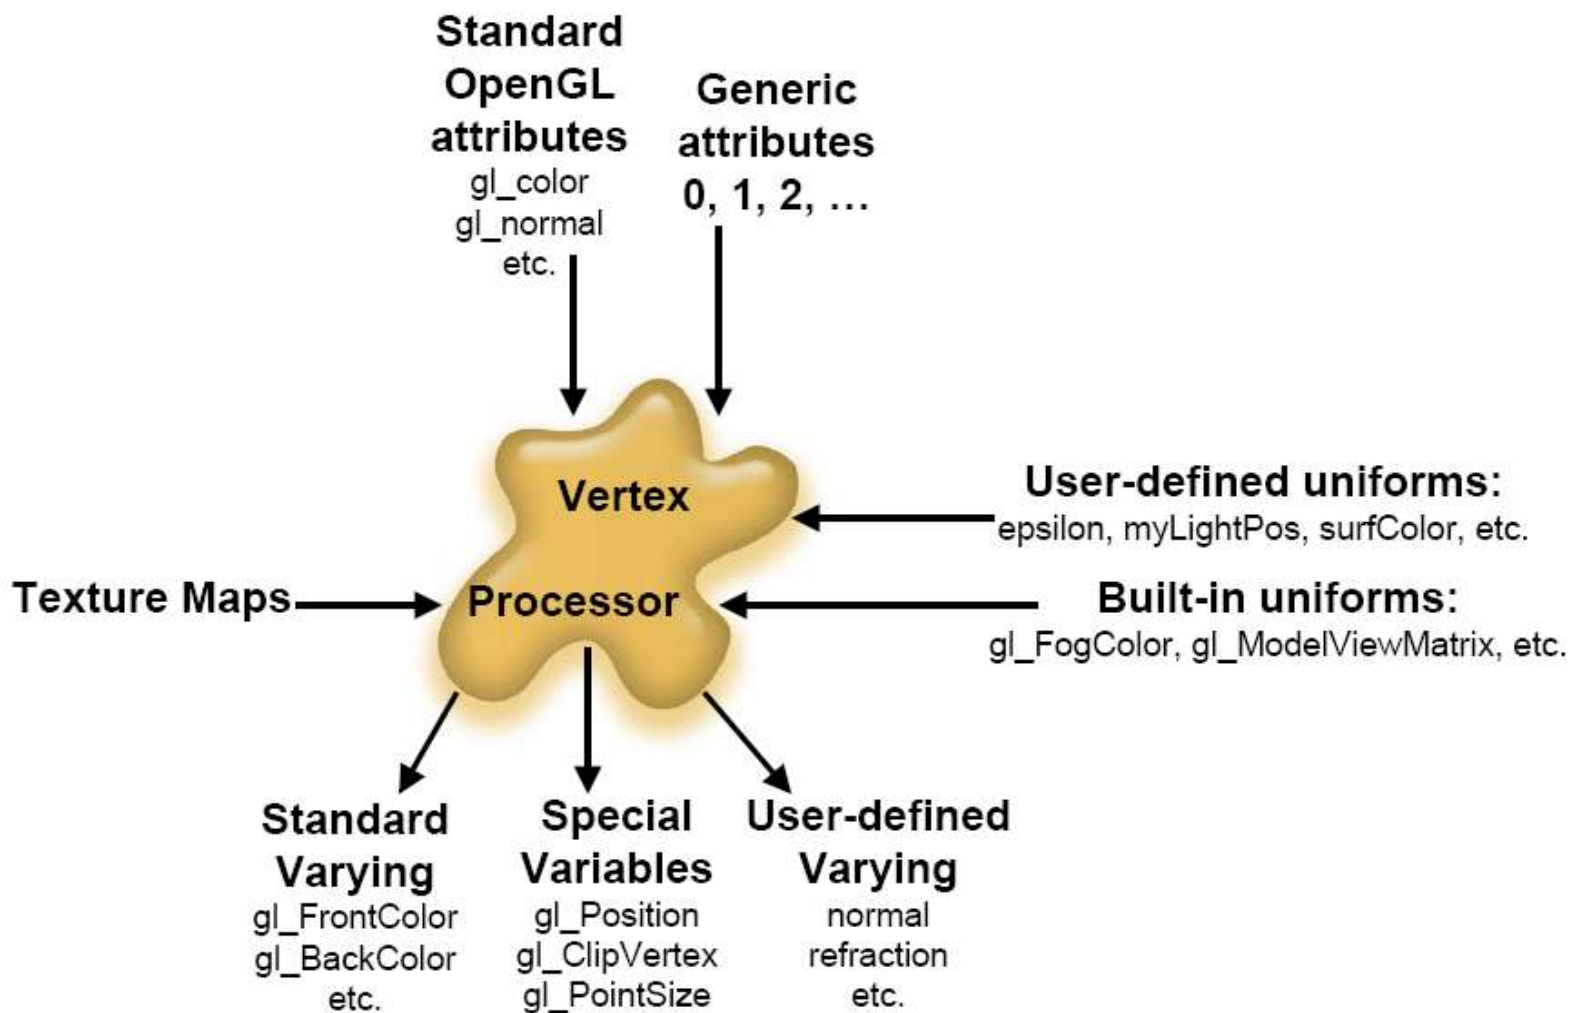 Standard
OpenGL
attributes
gl_color
gl_normal
etc.
Generic
attributes
0, 1, 2, …
Vertex
Processor
User-defined uniforms:
epsilon, myLightPos, surfColor, etc.
Texture Maps
Built-in uniforms:
gl_FogColor, gl_ModelViewMatrix, etc.
Standard
Varying
gl_FrontColor
gl_BackColor
etc.
Special
Variables
gl_Position
gl_ClipVertex
gl_PointSize
User-defined
Varying
normal
refraction
etc.